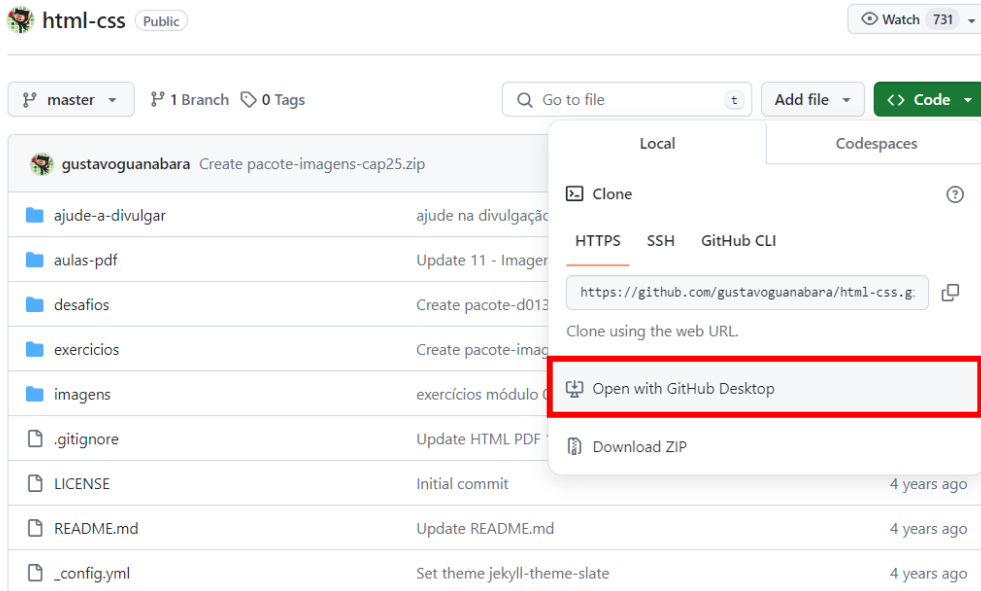 html-css Public Watch 731
master 1 Branch 0 Tags Go to file t Add file Code
Local Codespaces
gustavoguanabara Create pacote-imagens-cap25.zip
Clone
ajude-a-divulgar ajude na divulgação
HTTPS SSH GitHub CLI
aulas-pdf Update 11 - Imagen
https://github.com/gustavoguanabara/html-css.g
desafios Create pacote-d013
Clone using the web URL.
exercicios Create pacote-imag
Open with GitHub Desktop
imagens exercícios módulo
.gitignore Update HTML PDF
Download ZIP
LICENSE Initial commit 4 years ago
README.md Update README.md 4 years ago
_config.yml Set theme jekyll-theme-slate 4 years ago